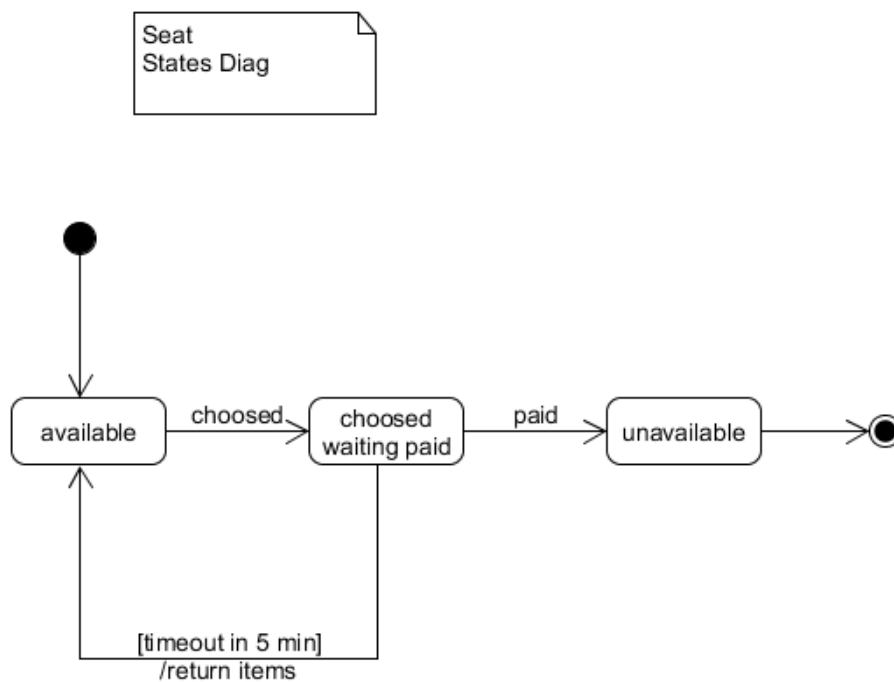 Seat
States Diag
available
choosed
choosed
waiting paid
paid
unavailable
[timeout in 5 min]
/return items